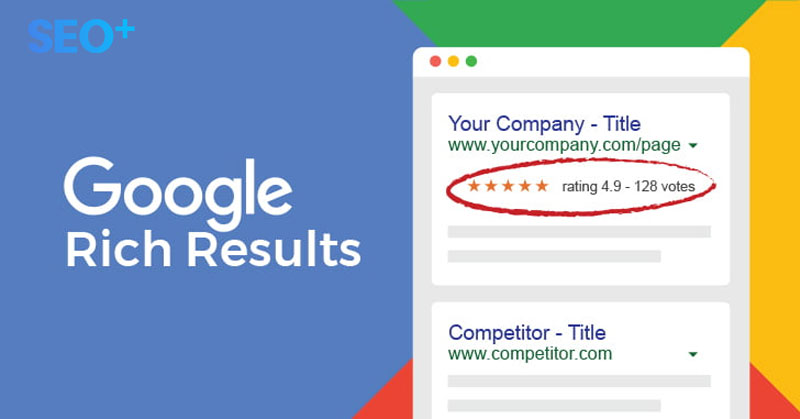 SEO+
Google
Rich Results
Your Company - Title
www.yourcompany.com/page
★★★★★ rating 4.9 - 128 votes
Competitor - Title
www.competitor.com